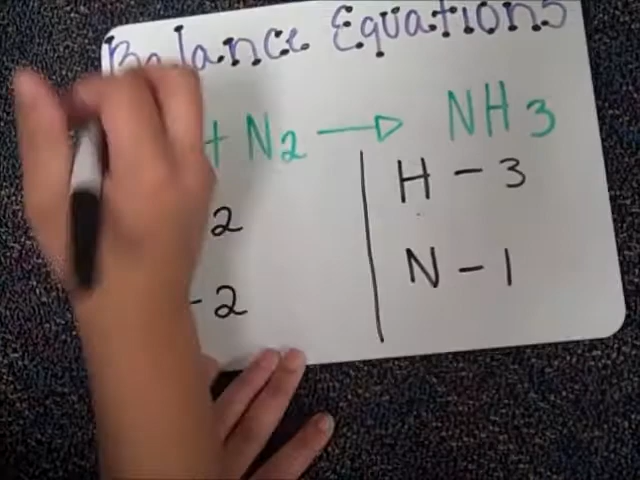 Balance Equations
+ N2 → NH3
2 H - 3
- 2 N - 1